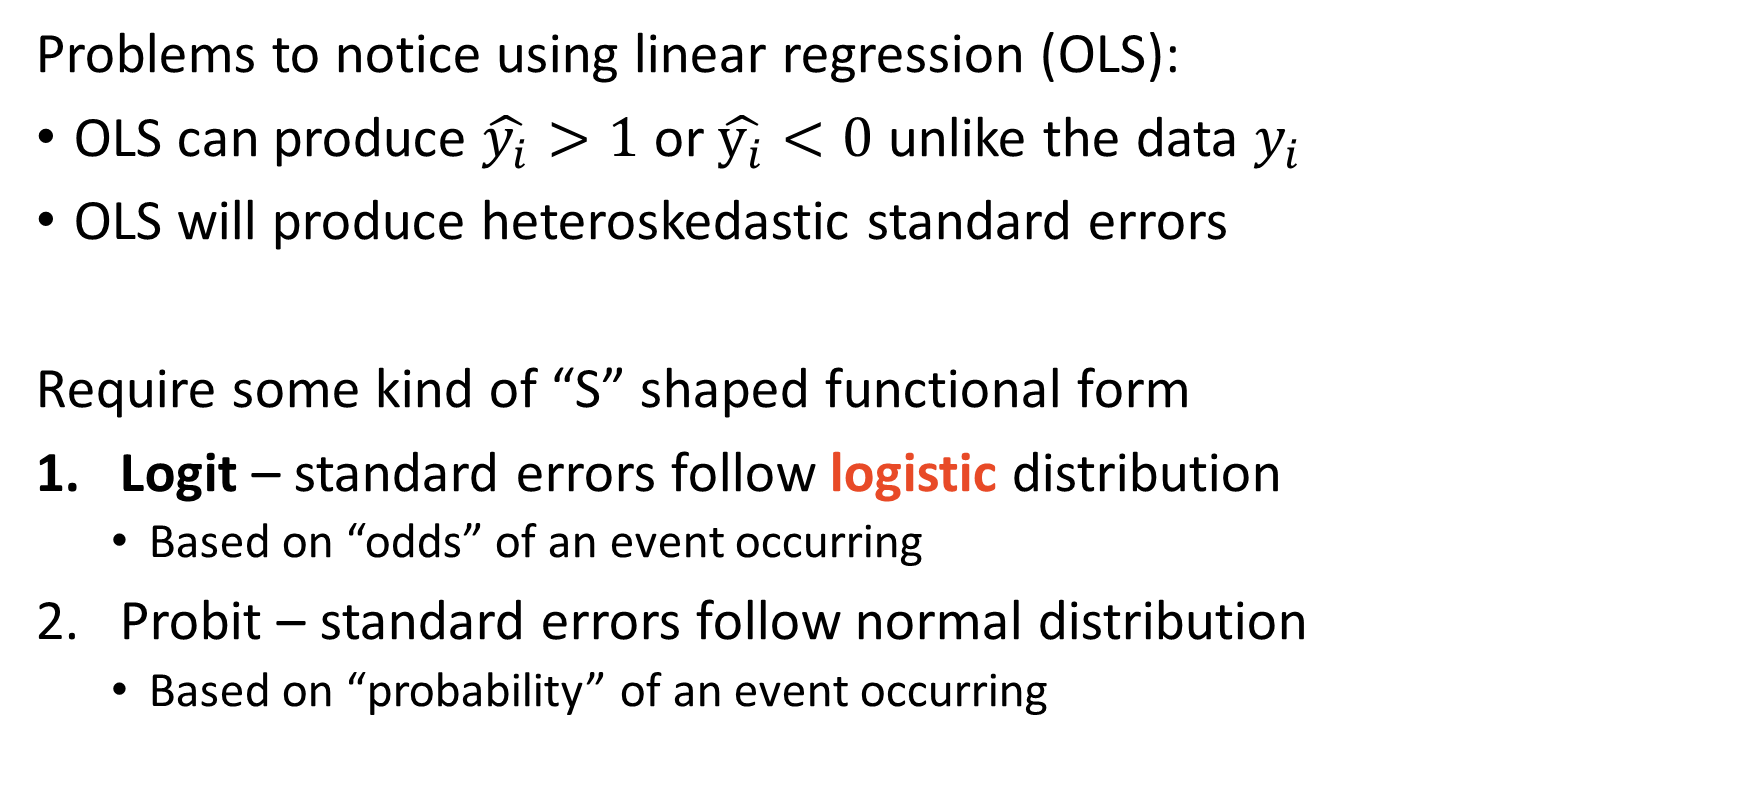 Problems to notice using linear regression (OLS):
• OLS can produce ŷᵢ > 1 or ŷᵢ < 0 unlike the data yᵢ
• OLS will produce heteroskedastic standard errors
Require some kind of “S” shaped functional form
1. Logit – standard errors follow logistic distribution
• Based on “odds” of an event occurring
2. Probit – standard errors follow normal distribution
• Based on “probability” of an event occurring